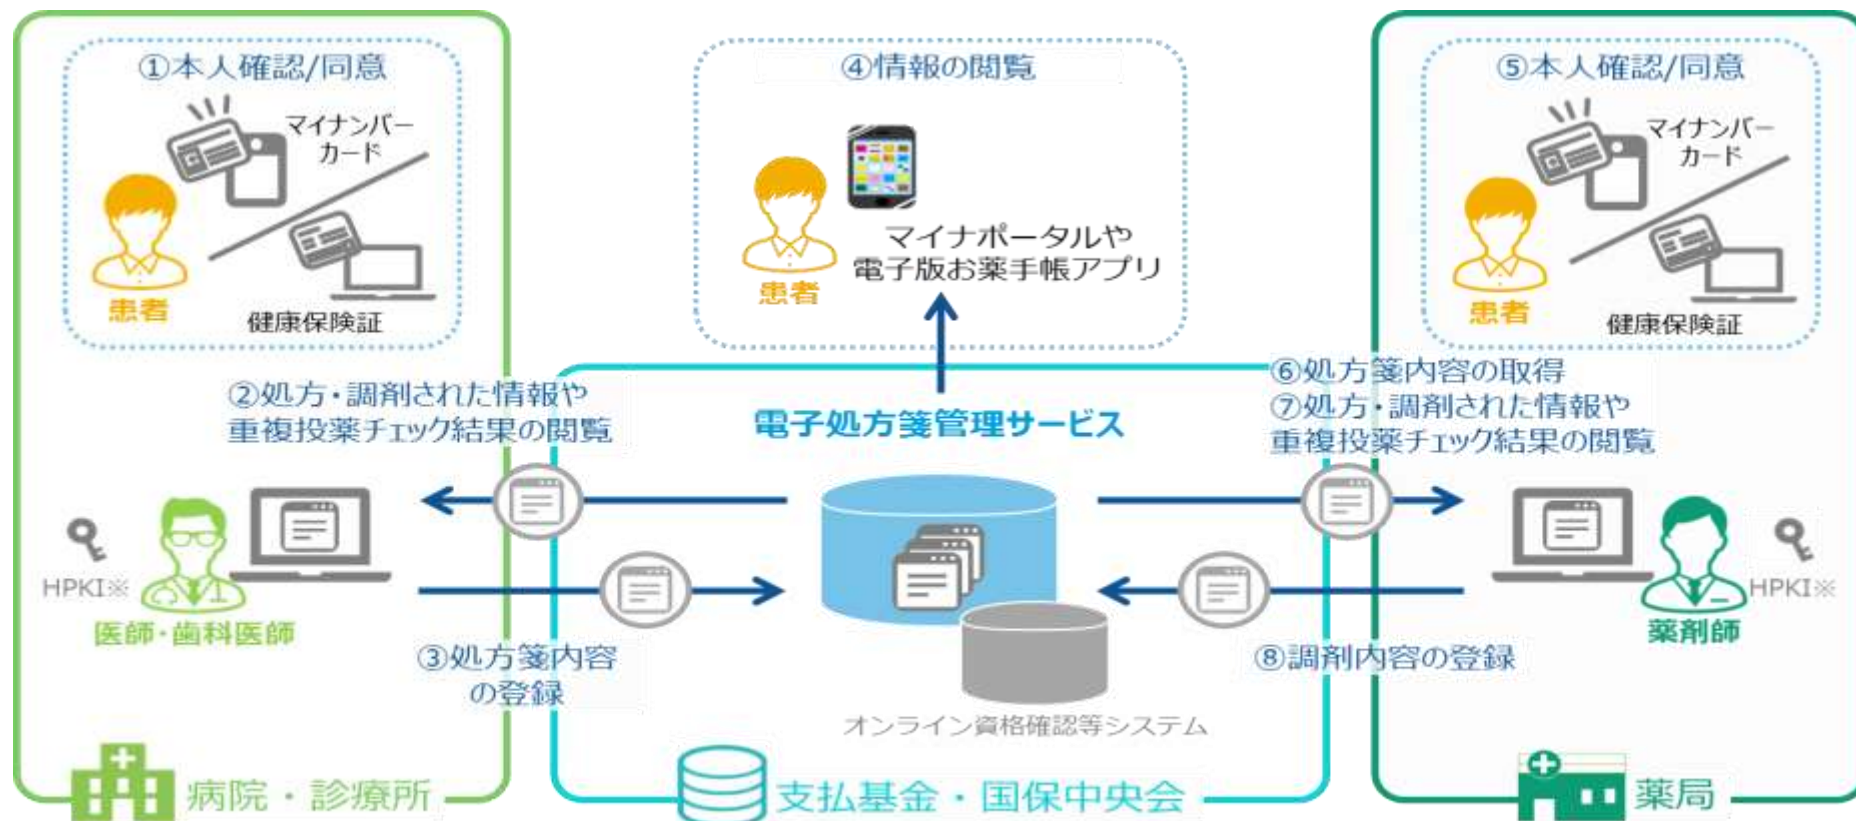 ①本人確認/同意
マイナンバー
カード
患者
健康保険証
②処方・調剤された情報や
重複投薬チェック結果の閲覧
HPKI※
医師・歯科医師
③処方箋内容
の登録
病院・診療所
④情報の閲覧
患者
マイナポータルや
電子版お薬手帳アプリ
電子処方箋管理サービス
オンライン資格確認等システム
支払基金・国保中央会
⑤本人確認/同意
マイナンバー
カード
患者
健康保険証
⑥処方箋内容の取得
⑦処方・調剤された情報や
重複投薬チェック結果の閲覧
HPKI※
薬剤師
⑧調剤内容の登録
薬局